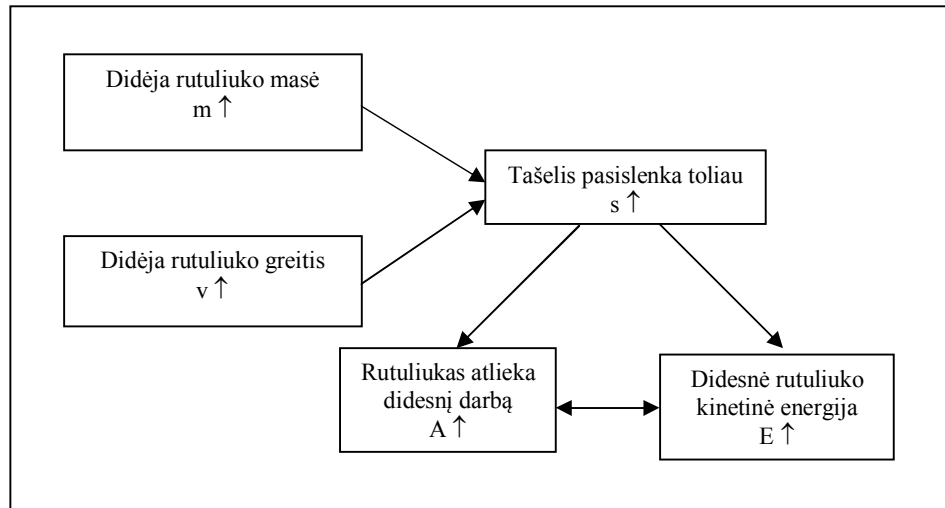 Didėja rutuliuko masė
m ↑
Tašelis pasislenka toliau
s ↑
Didėja rutuliuko greitis
v ↑
Rutuliukas atlieka
didesnį darbą
A ↑
Didesnė rutuliuko
kinetinė energija
E ↑